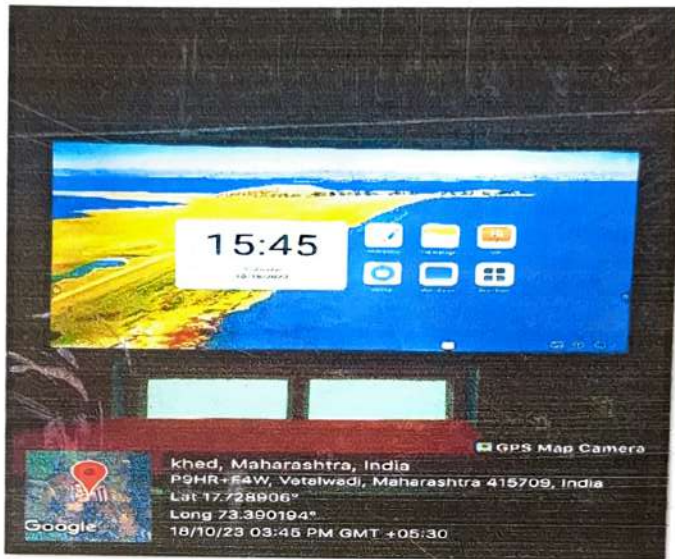 15:45
GPS Map Camera
khed, Maharashtra, India
P9HR+F4W, Vatalwadi, Maharashtra 415709, India
Lat 17.728906°
Long 73.390194°
18/10/23 03:45 PM GMT +05:30
Google